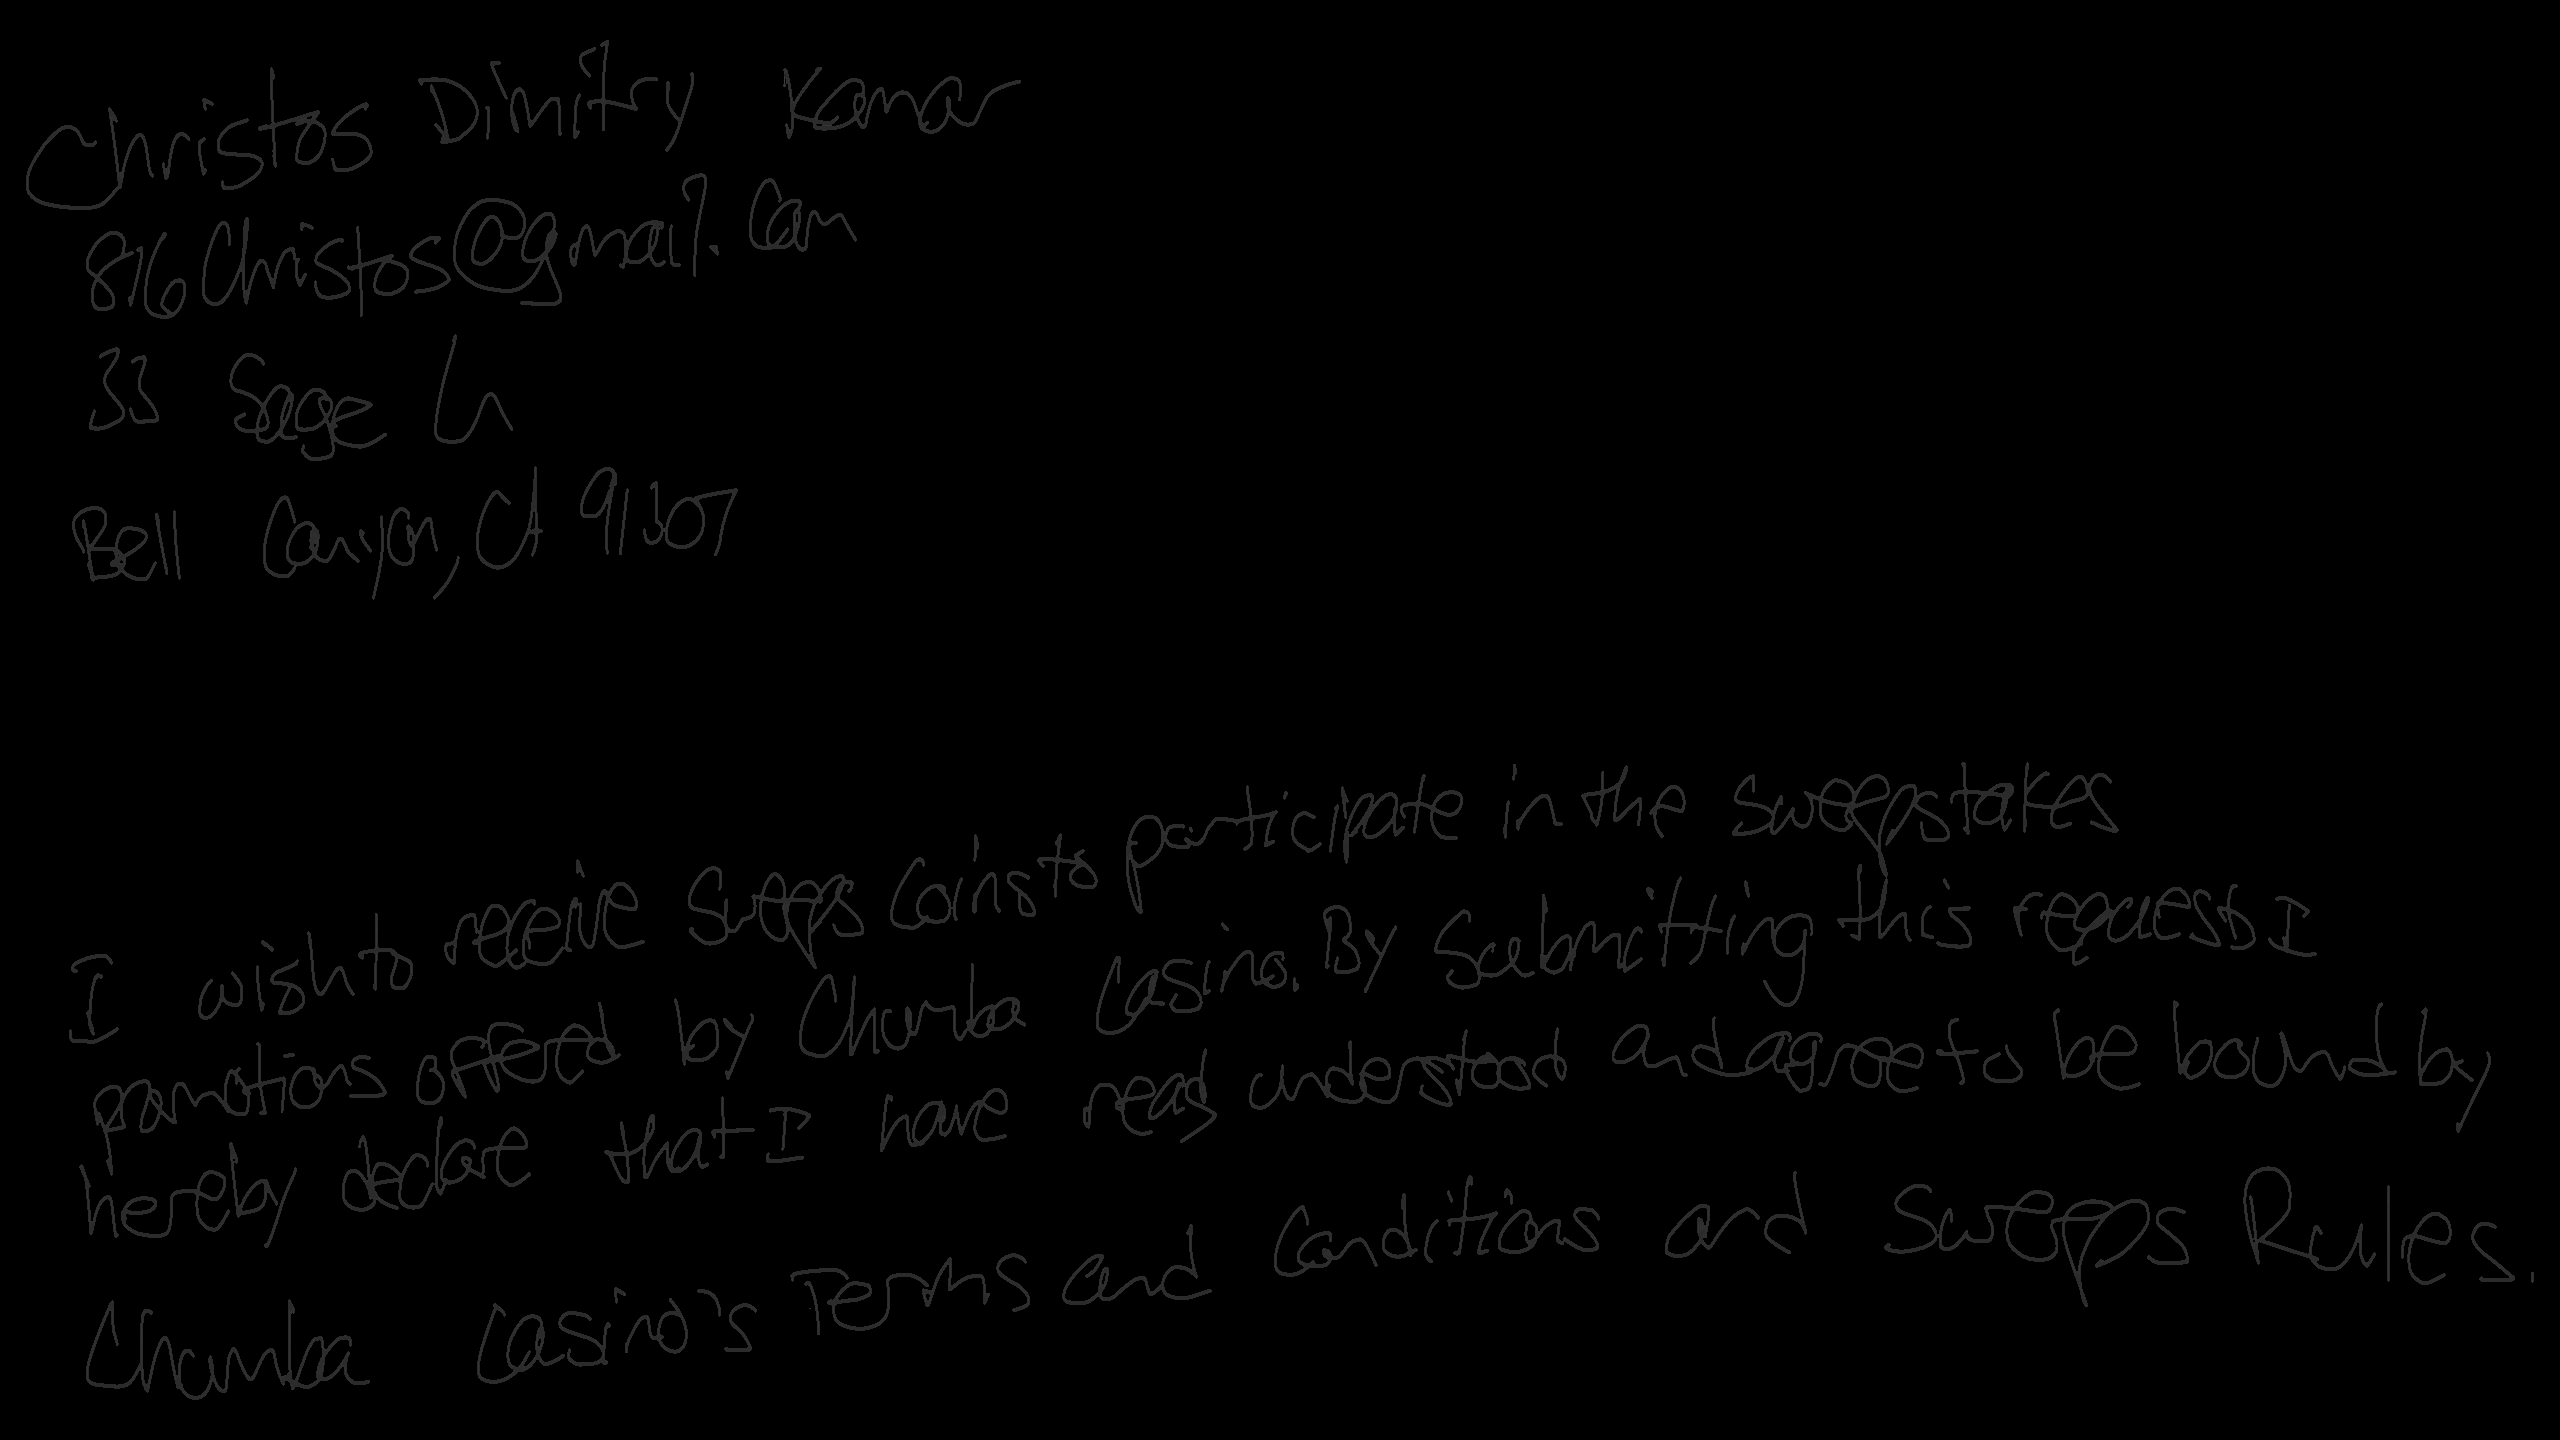 Christos Dimitry Kamar
816Christos@gmail.com
33 Sage Ln
Bell Canyon, CA 91307
I wish to receive Sweeps Coins to participate in the sweepstakes
promotions offered by Chumba Casino. By submitting this request I
hereby declare that I have read understood and agree to be bound by
Chumba Casino's Terms and Conditions and Sweeps Rules.